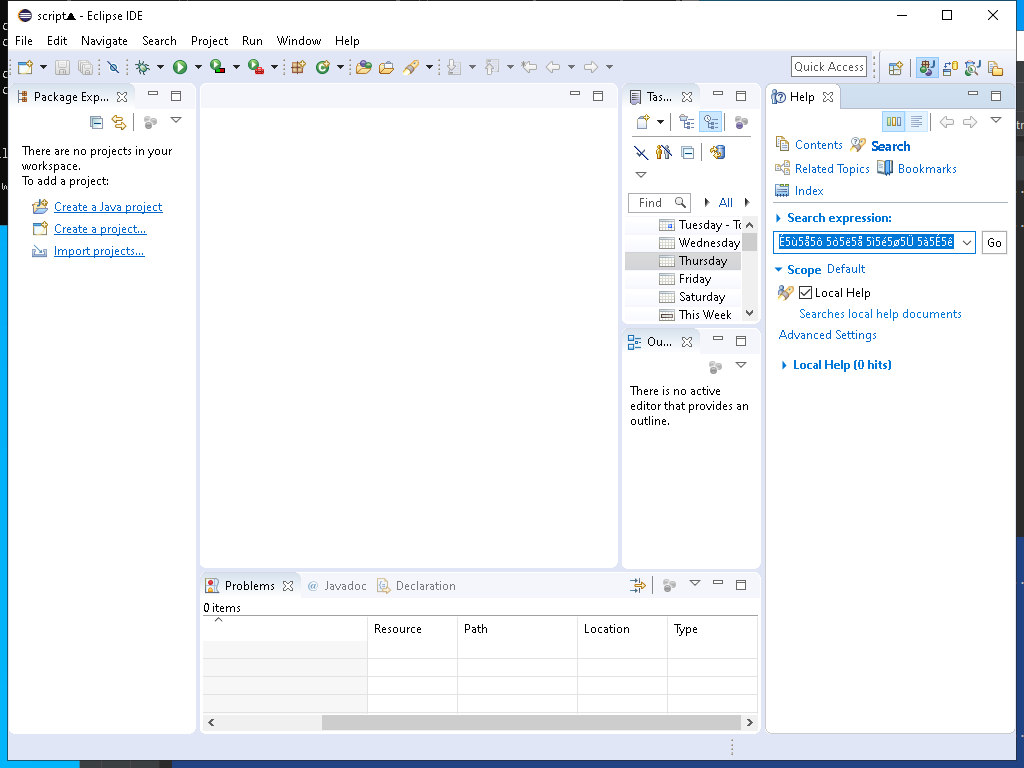 script▲ - Eclipse IDE
File Edit Navigate Search Project Run Window Help
Quick Access
Package Exp...
There are no projects in your
workspace.
To add a project:
Create a Java project
Create a project...
Import projects...
Tas...
Find
All
Tuesday - To
Wednesday
Thursday
Friday
Saturday
This Week
Ou...
There is no active
editor that provides an
outline.
Help
Contents Search
Related Topics Bookmarks
Index
Search expression:
Go
Scope Default
Local Help
Searches local help documents
Advanced Settings
Local Help (0 hits)
Problems @ Javadoc Declaration
0 items
Resource Path Location Type